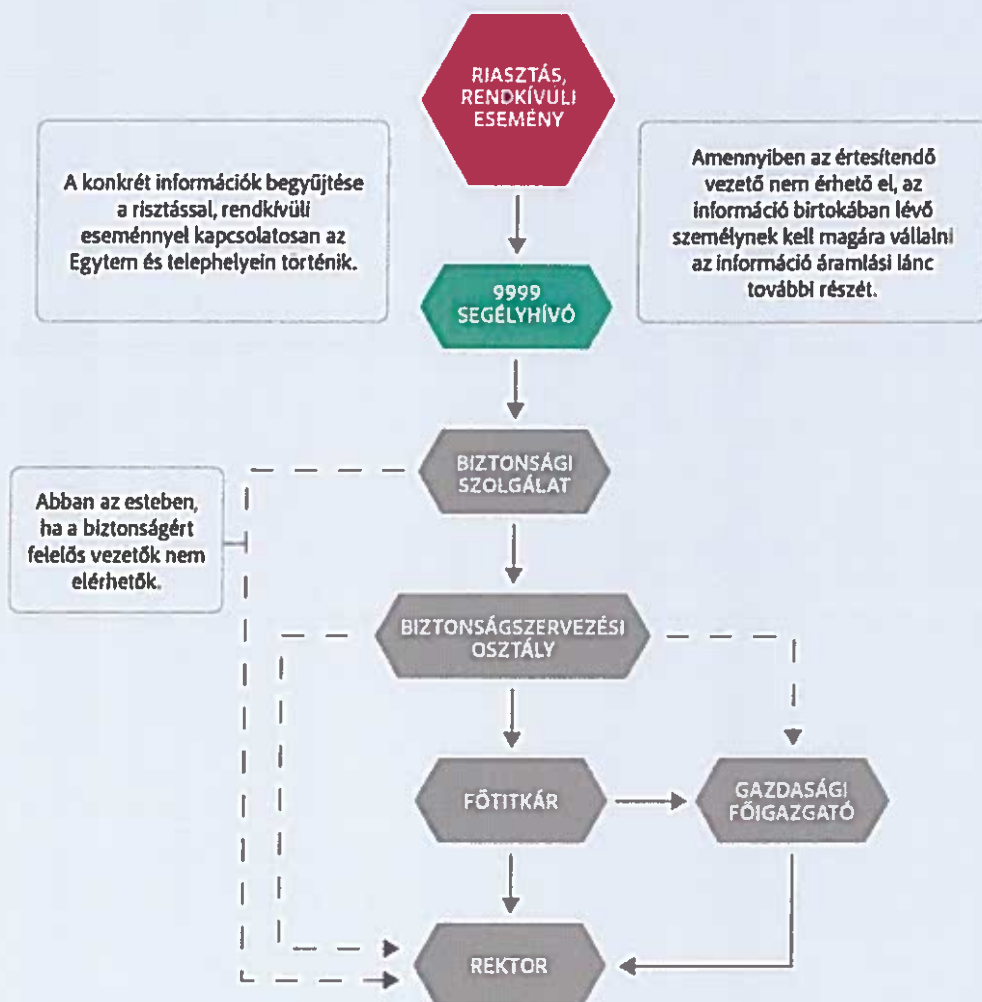 RIASZTÁS,
RENDKÍVÜLI
ESEMÉNY
A konkrét információk begyűjtése
a risztással, rendkívüli
eseménnyel kapcsolatosan az
Egytem és telephelyein történik.
Amennyiben az értesítendő
vezető nem érhető el, az
információ birtokában lévő
személynek kell magára vállalni
az információ áramlási lánc
további részét.
9999
SEGÉLYHÍVÓ
BIZTONSÁGI
SZOLGÁLAT
Abban az esteben,
ha a biztonságért
felelős vezetők nem
elérhetők.
BIZTONSÁGSZERVEZÉSI
OSZTÁLY
FŐTITKÁR
GAZDASÁGI
FŐIGAZGATÓ
REKTOR